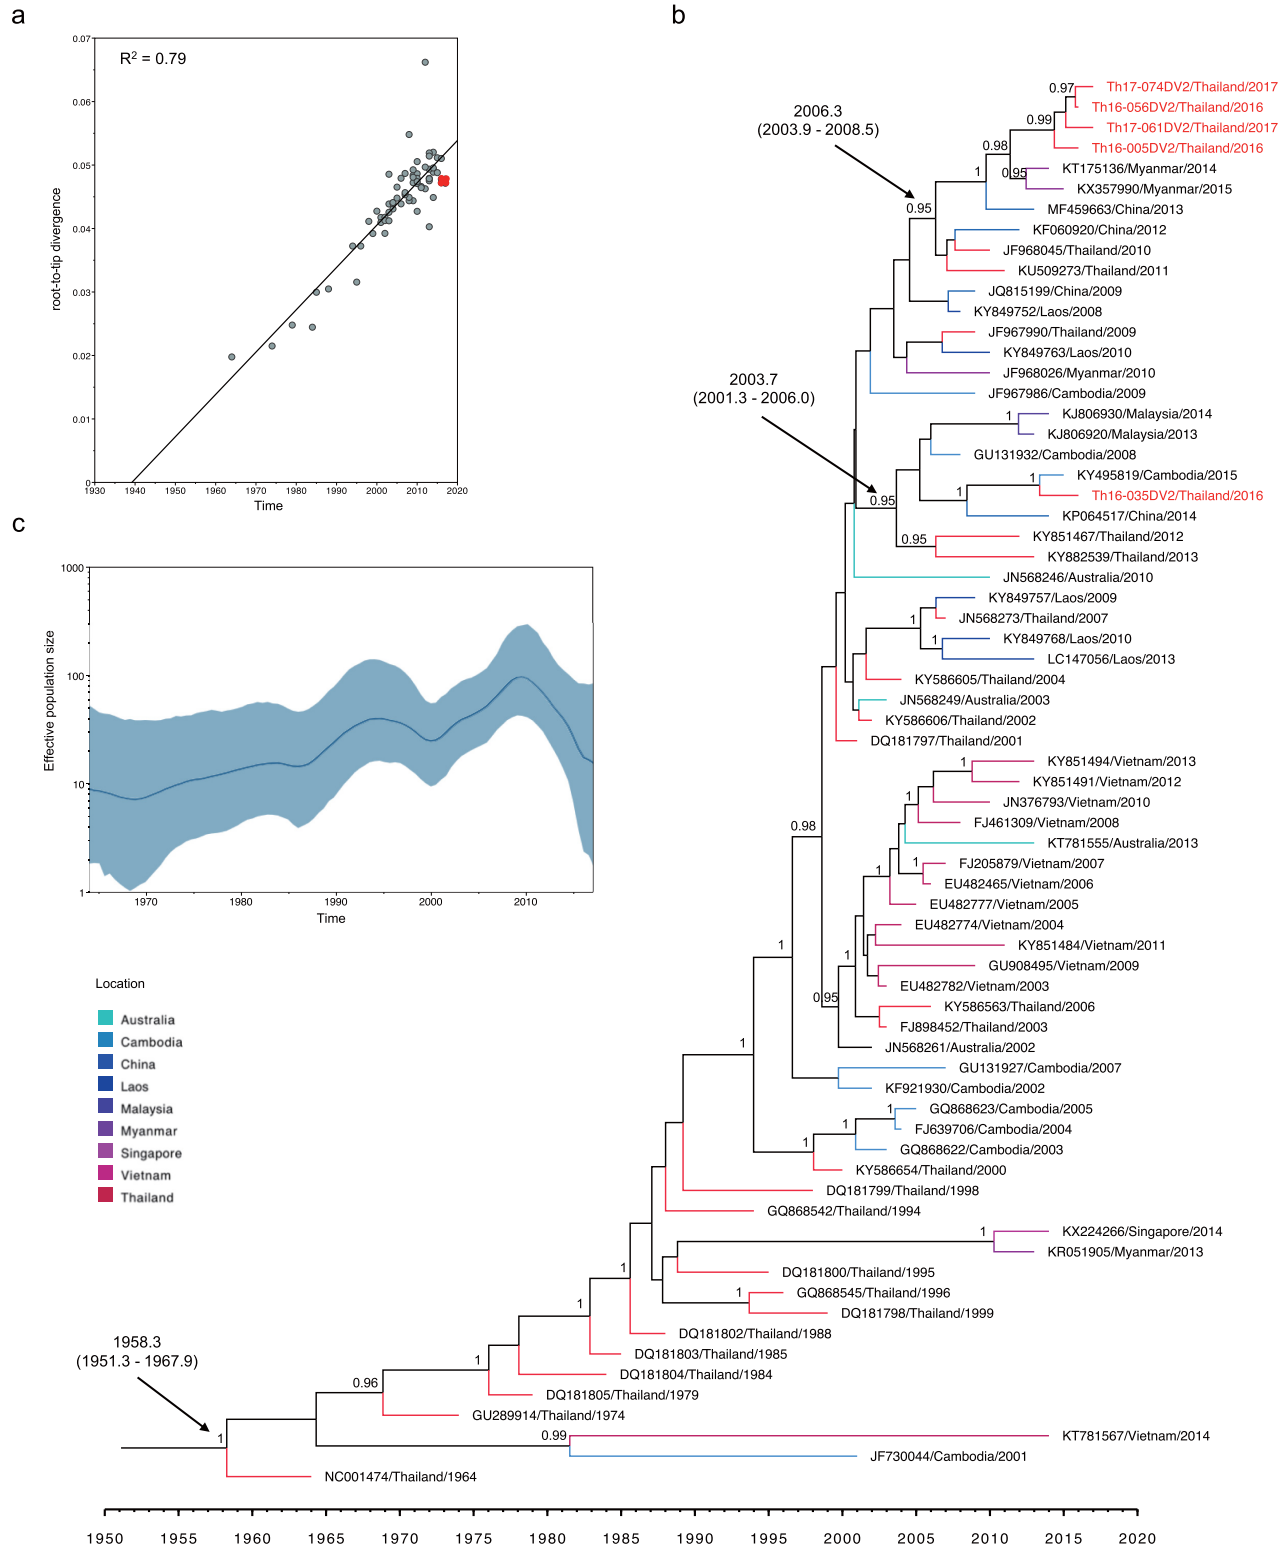 a
R² = 0.79
0.07
0.06
0.05
0.04
0.03
0.02
0.01
0
root-to-tip divergence
1930 1940 1950 1960 1970 1980 1990 2000 2010 2020
Time
b
2006.3
(2003.9 - 2008.5)
2003.7
(2001.3 - 2006.0)
1958.3
(1951.3 - 1967.9)
0.97
Th17-074DV2/Thailand/2017
Th16-056DV2/Thailand/2016
0.99
Th17-061DV2/Thailand/2017
0.98
Th16-005DV2/Thailand/2016
1
0.95
KT175136/Myanmar/2014
KX357990/Myanmar/2015
0.95
MF459663/China/2013
KF060920/China/2012
JF968045/Thailand/2010
KU509273/Thailand/2011
JQ815199/China/2009
KY849752/Laos/2008
JF967990/Thailand/2009
KY849763/Laos/2010
JF968026/Myanmar/2010
JF967986/Cambodia/2009
1
KJ806930/Malaysia/2014
KJ806920/Malaysia/2013
GU131932/Cambodia/2008
1
KY495819/Cambodia/2015
0.95
1
Th16-035DV2/Thailand/2016
KP064517/China/2014
0.95
KY851467/Thailand/2012
KY882539/Thailand/2013
JN568246/Australia/2010
KY849757/Laos/2009
1
JN568273/Thailand/2007
1
KY849768/Laos/2010
LC147056/Laos/2013
KY586605/Thailand/2004
JN568249/Australia/2003
KY586606/Thailand/2002
DQ181797/Thailand/2001
1
KY851494/Vietnam/2013
KY851491/Vietnam/2012
1
JN376793/Vietnam/2010
0.98
FJ461309/Vietnam/2008
KT781555/Australia/2013
1
1
FJ205879/Vietnam/2007
EU482465/Vietnam/2006
EU482777/Vietnam/2005
EU482774/Vietnam/2004
1
KY851484/Vietnam/2011
1
GU908495/Vietnam/2009
EU482782/Vietnam/2003
0.95
KY586563/Thailand/2006
FJ898452/Thailand/2003
1
JN568261/Australia/2002
GU131927/Cambodia/2007
KF921930/Cambodia/2002
1
GQ868623/Cambodia/2005
1
FJ639706/Cambodia/2004
1
GQ868622/Cambodia/2003
KY586654/Thailand/2000
DQ181799/Thailand/1998
GQ868542/Thailand/1994
1
KX224266/Singapore/2014
KR051905/Myanmar/2013
1
DQ181800/Thailand/1995
1
GQ868545/Thailand/1996
1
DQ181798/Thailand/1999
DQ181802/Thailand/1988
1
DQ181803/Thailand/1985
0.96
DQ181804/Thailand/1984
DQ181805/Thailand/1979
GU289914/Thailand/1974
1
0.99
KT781567/Vietnam/2014
JF730044/Cambodia/2001
NC001474/Thailand/1964
1950 1955 1960 1965 1970 1975 1980 1985 1990 1995 2000 2005 2010 2015 2020
c
1000
100
10
1
Effective population size
1970 1980 1990 2000 2010
Time
Location
Australia
Cambodia
China
Laos
Malaysia
Myanmar
Singapore
Vietnam
Thailand